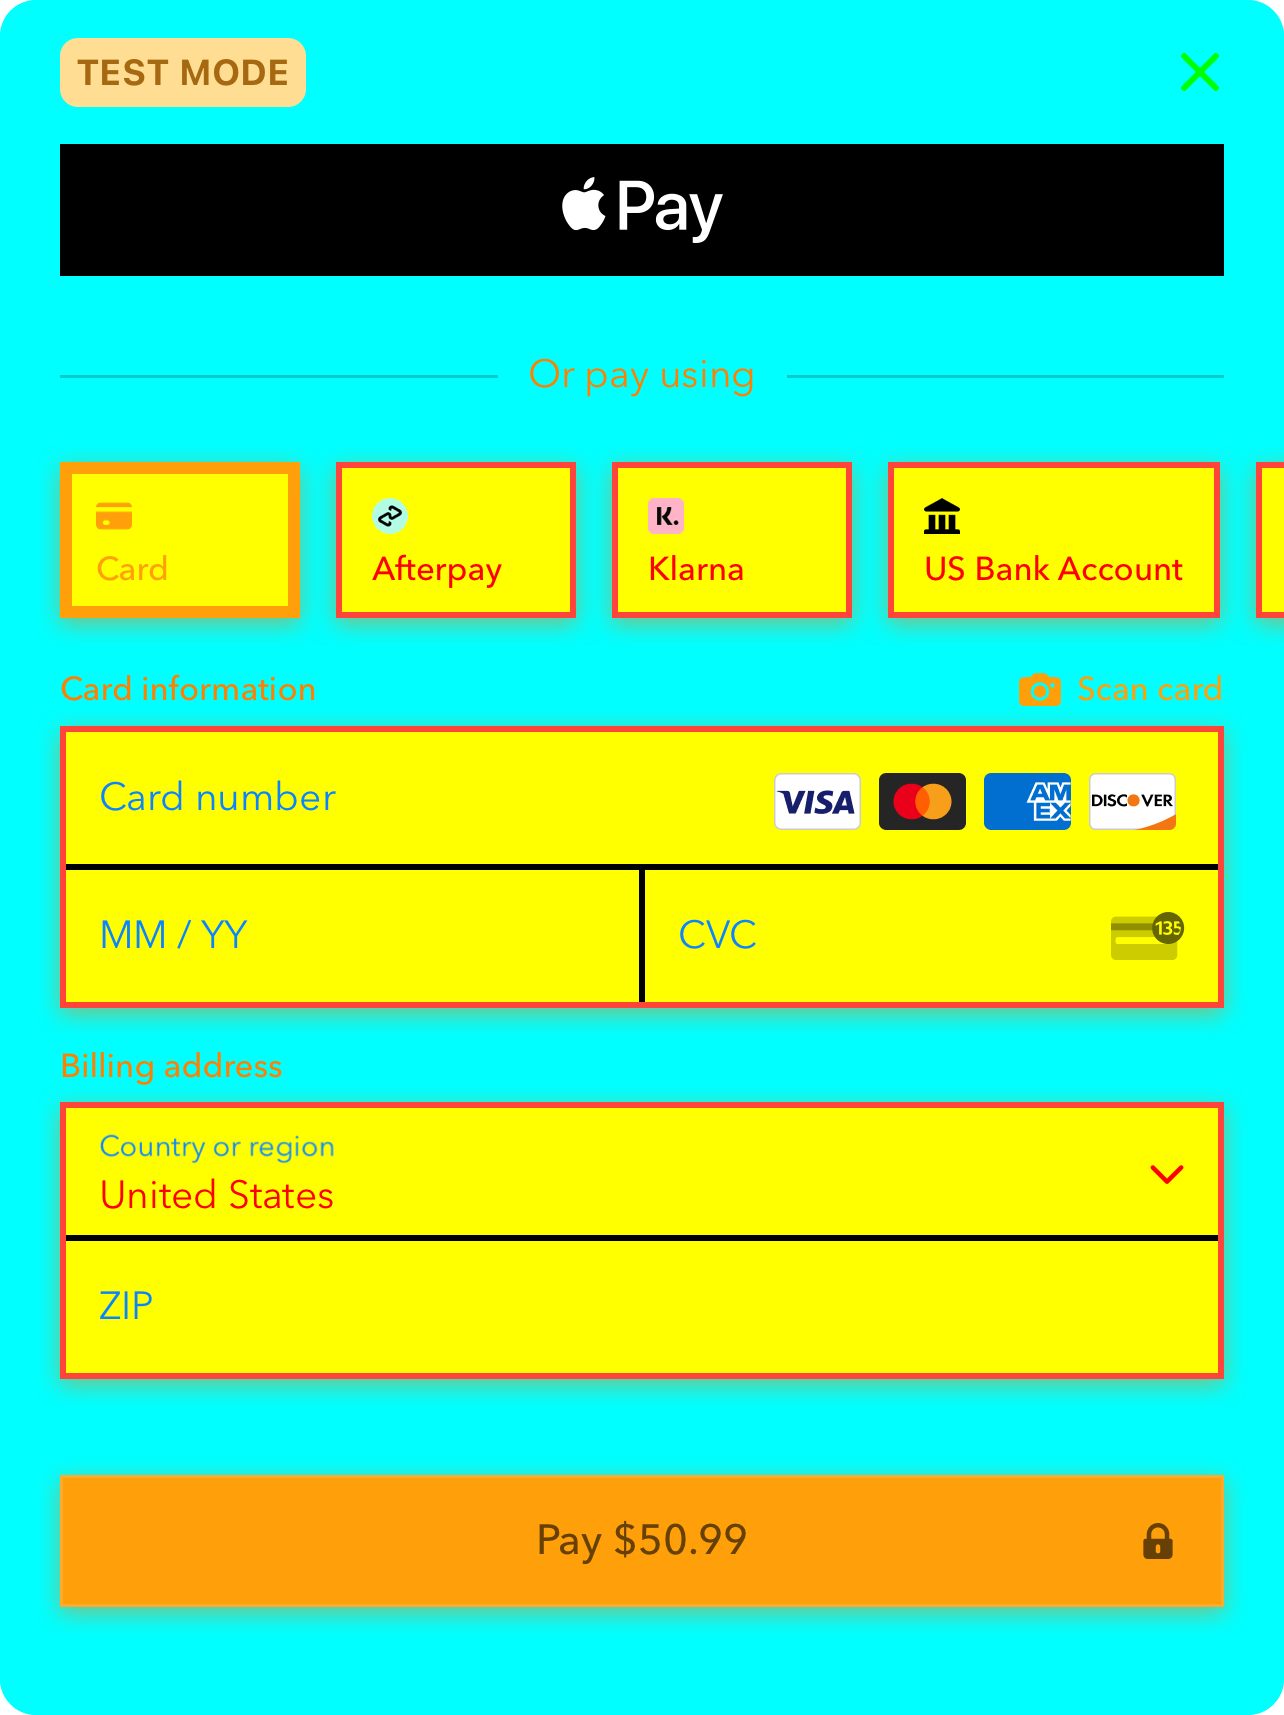 TEST MODE
Pay
Or pay using
Card
Afterpay
K.
Klarna
US Bank Account
Card information
Scan card
Card number
VISA
AM
EX
DISCOVER
MM / YY
CVC
135
Billing address
Country or region
United States
ZIP
Pay $50.99